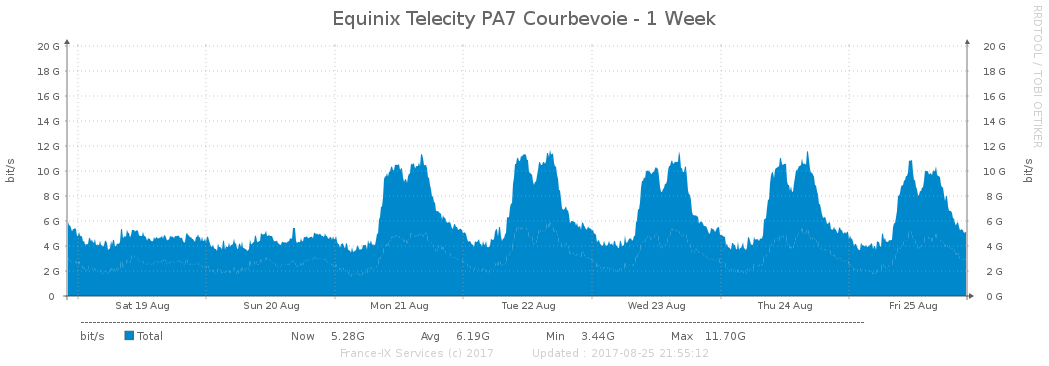 Equinix Telecity PA7 Courbevoie - 1 Week
RRDTOOL / TOBI OETIKER
bit/s
20 G 20 G
18 G 18 G
16 G 16 G
14 G 14 G
12 G 12 G
10 G 10 G
8 G 8 G
6 G 6 G
4 G 4 G
2 G 2 G
0 0 G
bit/s
Sat 19 Aug Sun 20 Aug Mon 21 Aug Tue 22 Aug Wed 23 Aug Thu 24 Aug Fri 25 Aug
bit/s Total Now 5.28G Avg 6.19G Min 3.44G Max 11.70G
France-IX Services (c) 2017 Updated : 2017-08-25 21:55:12